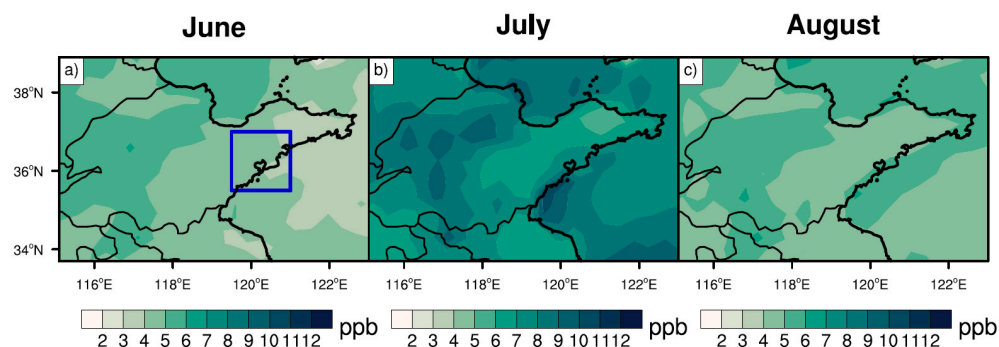 June July August
a) b) c)
38°N
36°N
34°N
116°E 118°E 120°E 122°E 116°E 118°E 120°E 122°E 116°E 118°E 120°E 122°E
2 3 4 5 6 7 8 9 10 11 12 ppb 2 3 4 5 6 7 8 9 10 11 12 ppb 2 3 4 5 6 7 8 9 10 11 12 ppb